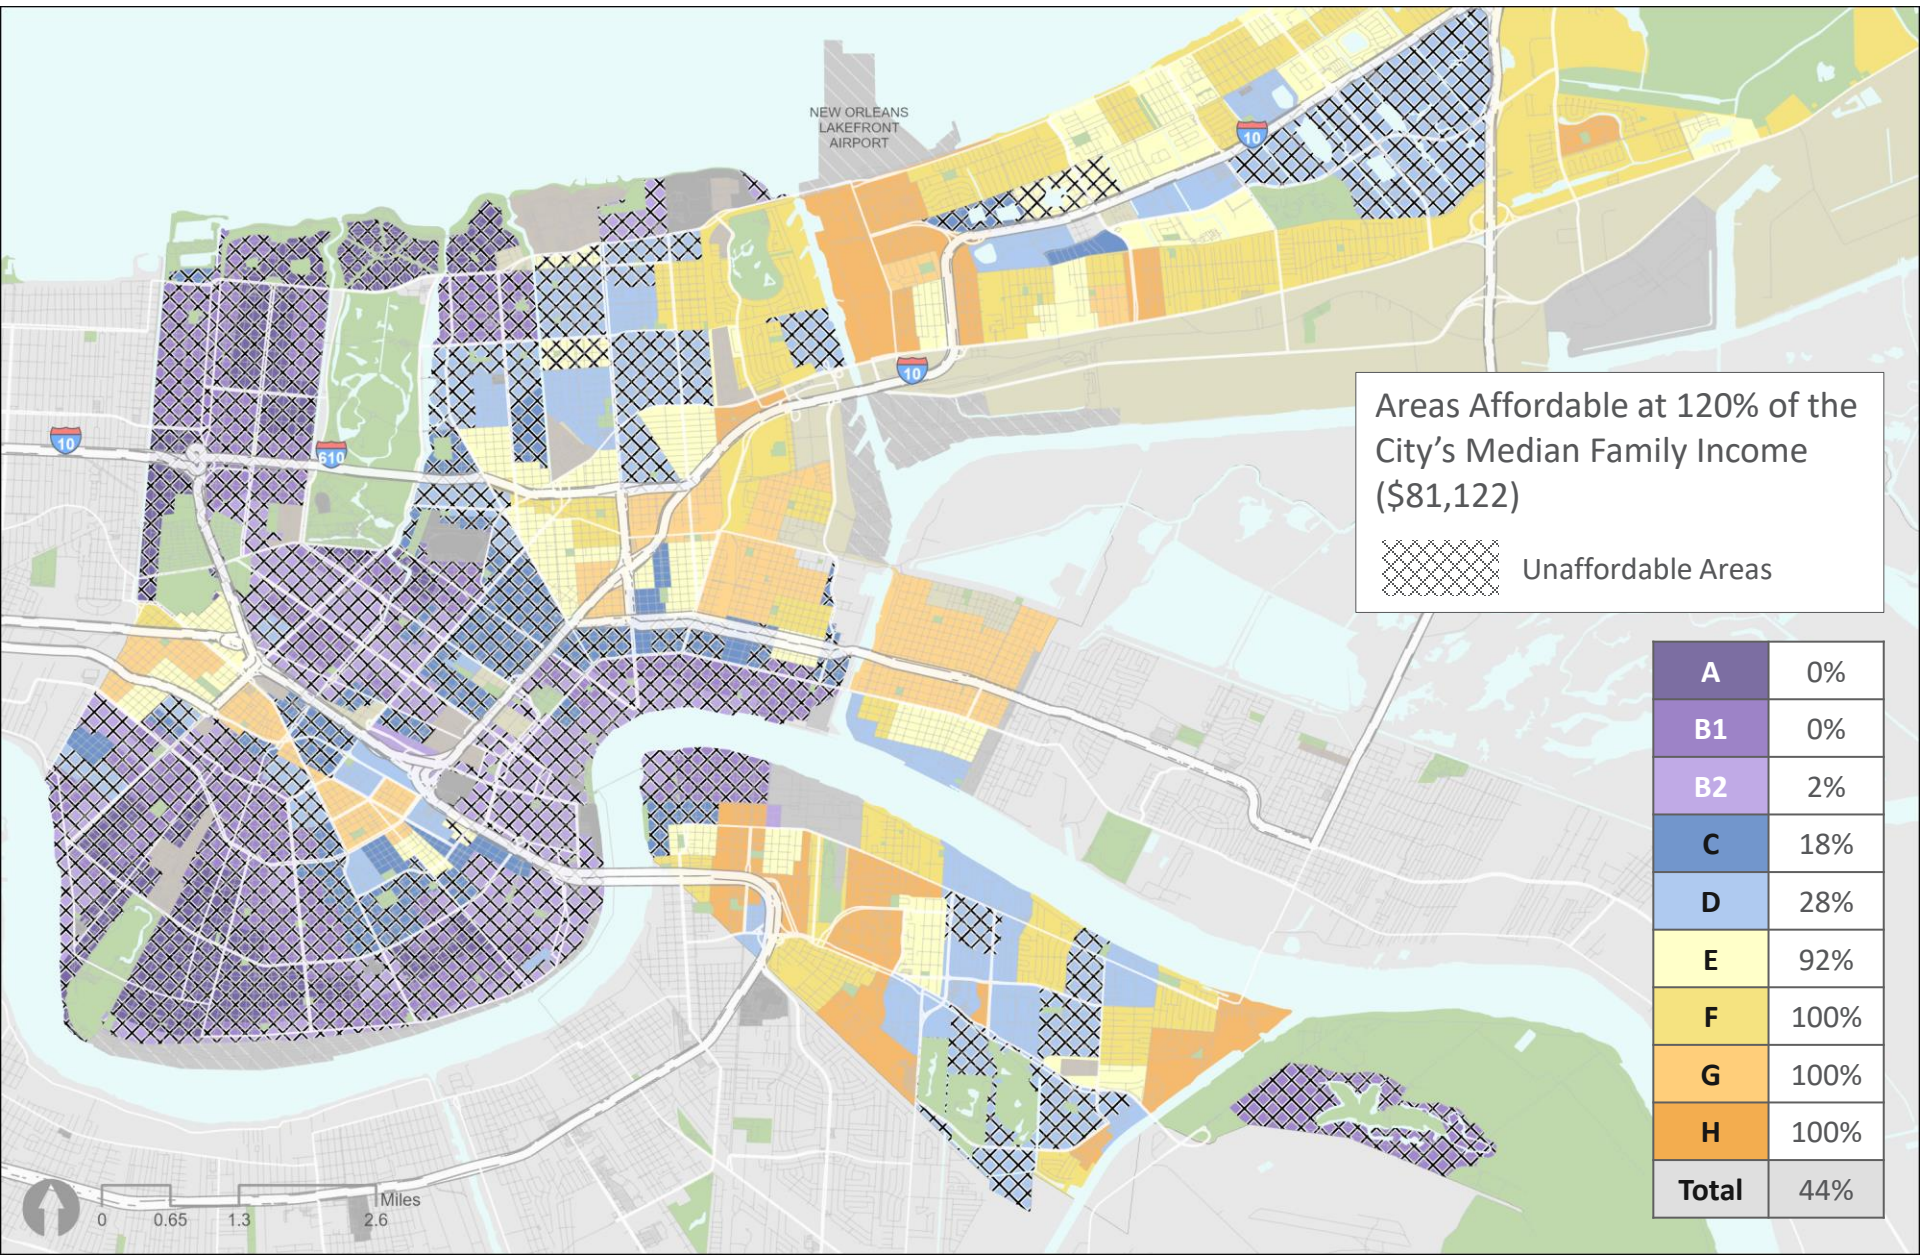 NEW ORLEANS
LAKEFRONT
AIRPORT
10
10
10
610
Areas Affordable at 120% of the
City's Median Family Income
($81,122)
Unaffordable Areas
A 0%
B1 0%
B2 2%
C 18%
D 28%
E 92%
F 100%
G 100%
H 100%
Total 44%
Miles
0 0.65 1.3 2.6